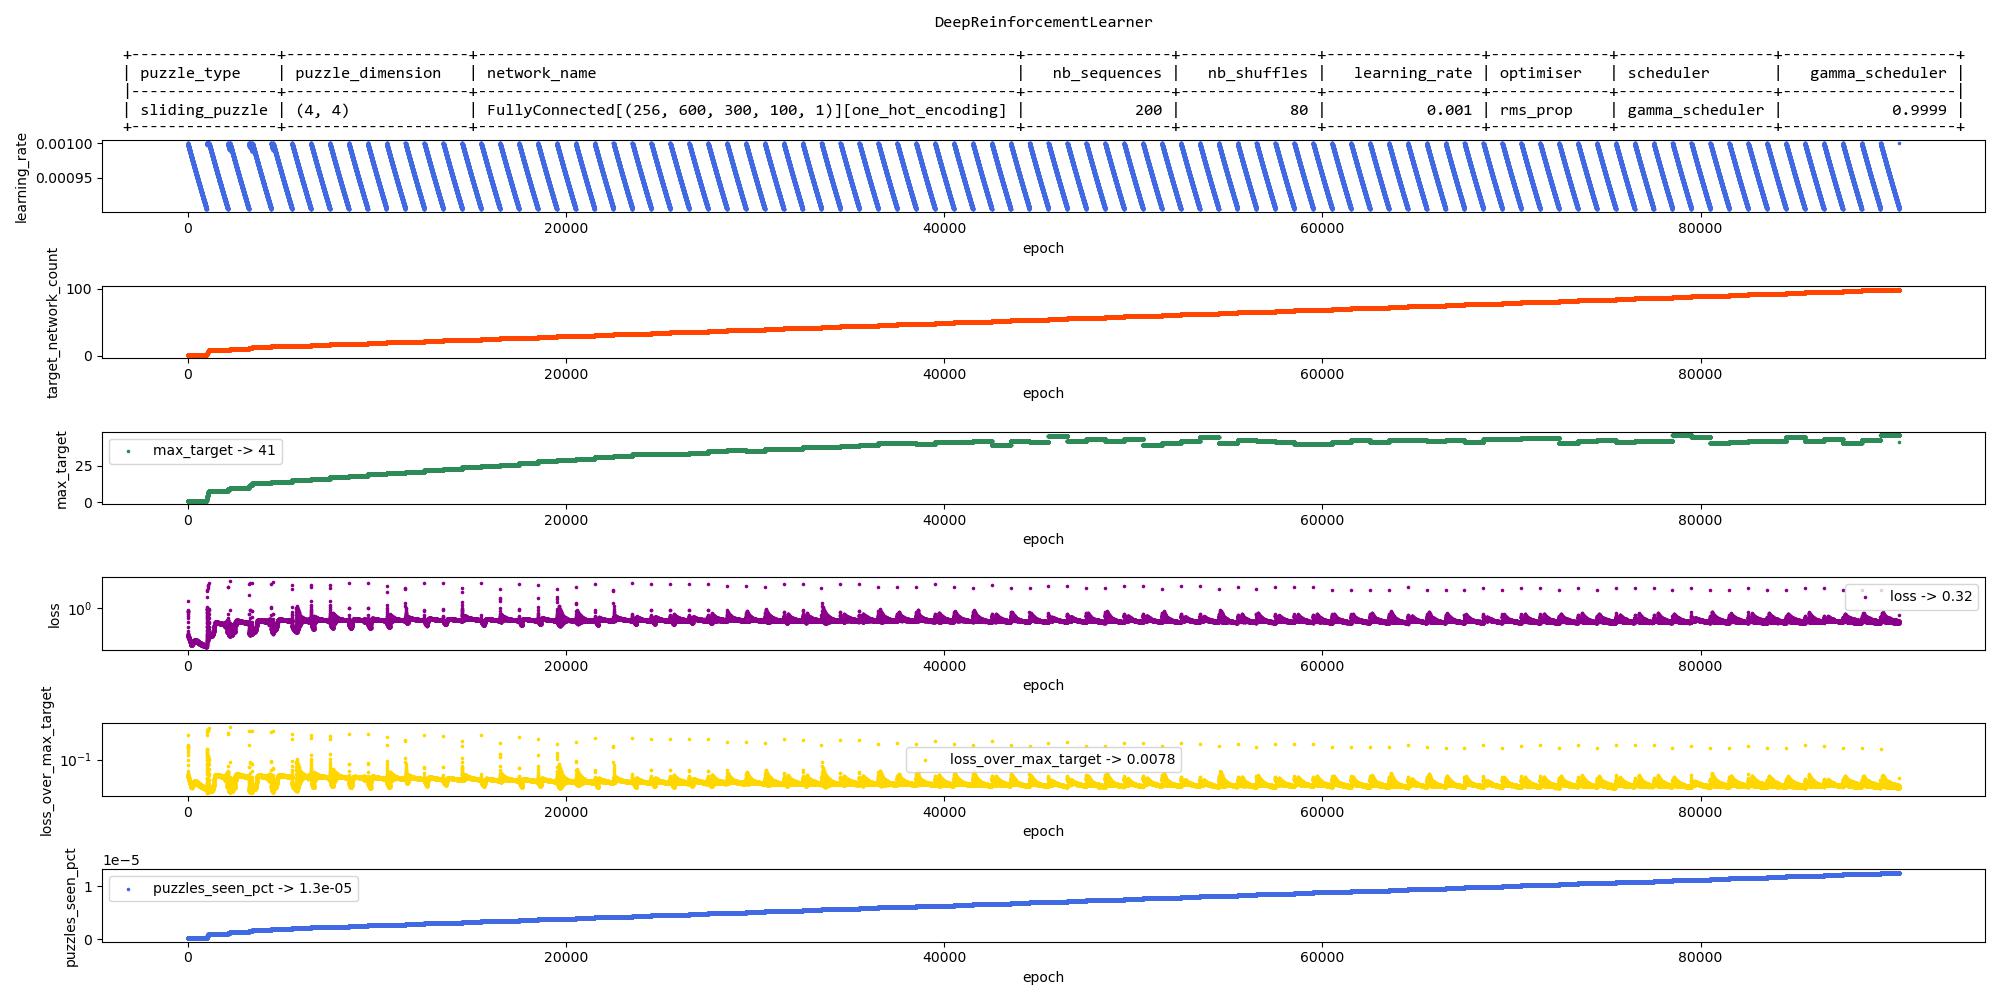 DeepReinforcementLearner
+----------------+--------------------+-----------------------------------------------------------+----------------+---------------+-----------------+-------------+-----------------+-------------------+
| puzzle_type | puzzle_dimension | network_name | nb_sequences | nb_shuffles | learning_rate | optimiser | scheduler | gamma_scheduler |
| sliding_puzzle | (4, 4) | FullyConnected[(256, 600, 300, 100, 1)][one_hot_encoding] | 200 | 80 | 0.001 | rms_prop | gamma_scheduler | 0.9999 |
learning_rate
0.00100
0.00095
0 20000 40000 60000 80000
epoch
target_network_count
100
0
0 20000 40000 60000 80000
epoch
max_target
max_target -> 41
25
0
0 20000 40000 60000 80000
epoch
loss
10⁰
loss -> 0.32
0 20000 40000 60000 80000
epoch
loss_over_max_target
10⁻¹
loss_over_max_target -> 0.0078
0 20000 40000 60000 80000
epoch
puzzles_seen_pct
1e−5
puzzles_seen_pct -> 1.3e-05
1
0
0 20000 40000 60000 80000
epoch